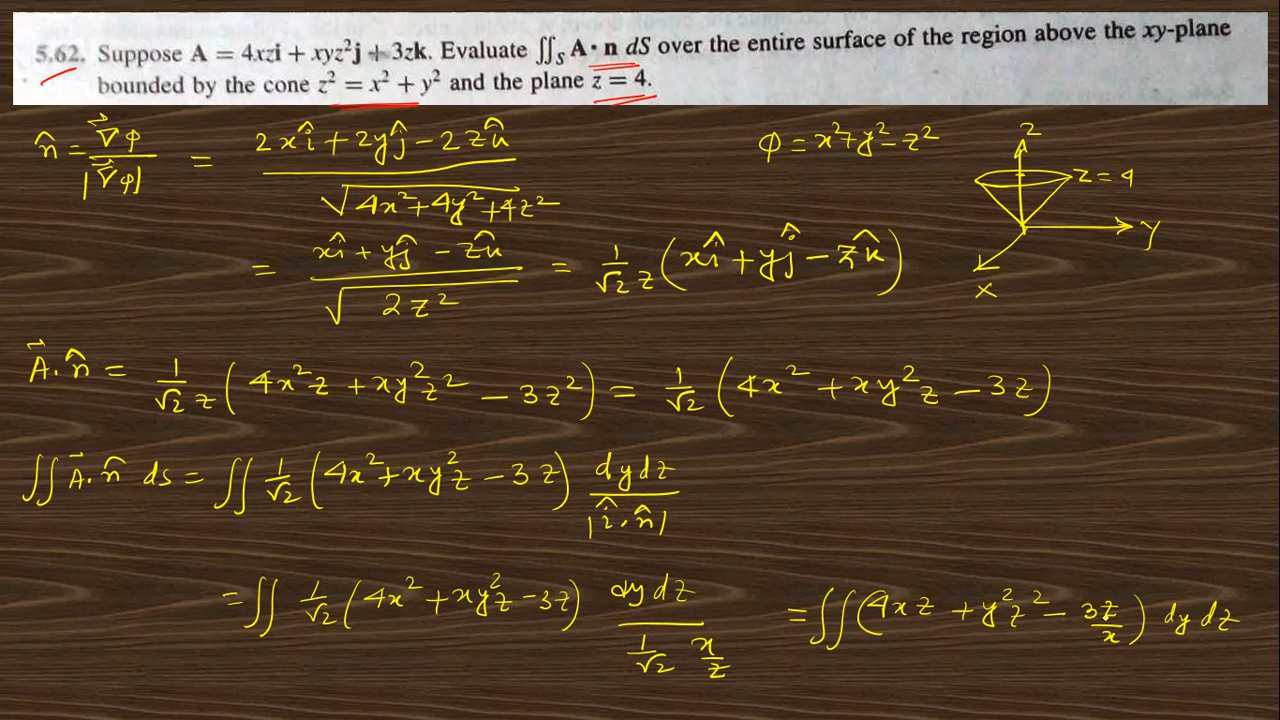 5.62. Suppose A = 4xzi + xyz²j + 3zk. Evaluate ∬ₛ A · n dS over the entire surface of the region above the xy-plane
bounded by the cone z² = x² + y² and the plane z = 4.
n̂ = ∇⃗φ / |∇⃗φ| = (2xî + 2yĵ − 2zk̂) / √(4x² + 4y² + 4z²)
φ = x² + y² − z²
z
z = 4
y
x
= (xî + yĵ − zk̂) / √(2z²) = 1/(√2 z) (xî + yĵ − zk̂)
A⃗.n̂ = 1/(√2 z) (4x²z + xy²z² − 3z²) = 1/√2 (4x² + xy²z − 3z)
∬ A⃗.n̂ ds = ∬ 1/√2 (4x² + xy²z − 3z) dydz / |î.n̂|
= ∬ 1/√2 (4x² + xy²z − 3z) dydz / (1/√2 x/z) = ∬ (4xz + y²z² − 3z/x) dydz